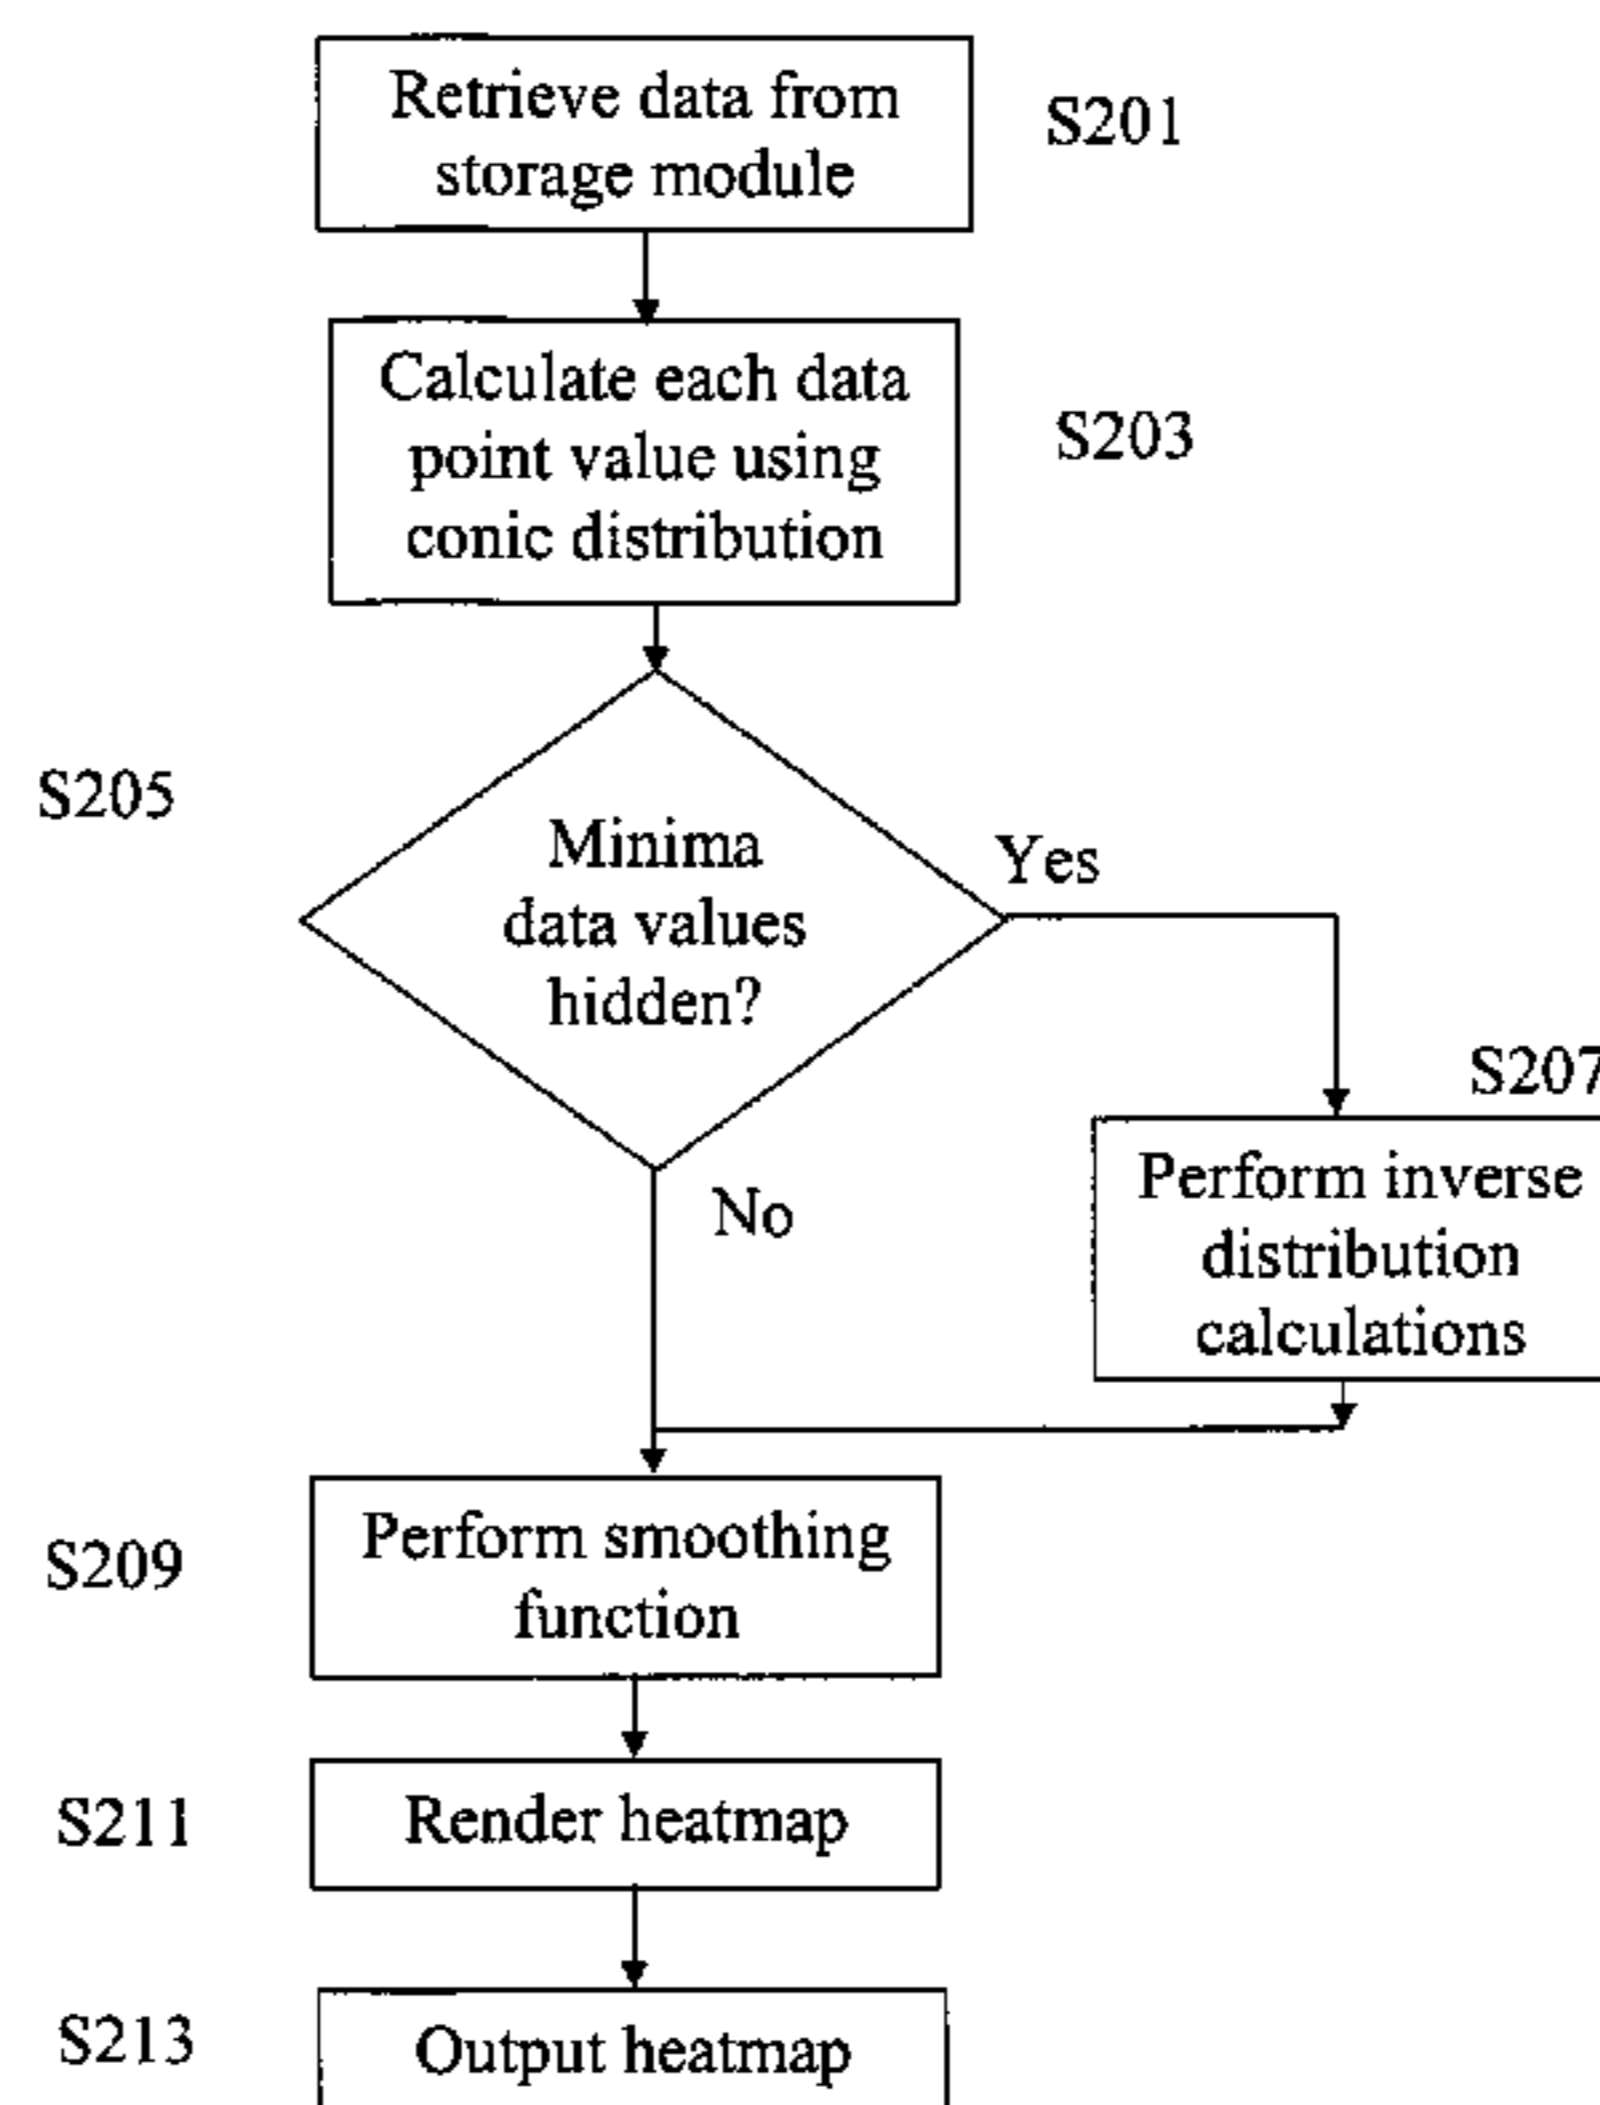 Retrieve data from
storage module
S201
Calculate each data
point value using
conic distribution
S203
S205
Minima
data values
hidden?
Yes
No
S207
Perform inverse
distribution
calculations
S209
Perform smoothing
function
S211
Render heatmap
S213
Output heatmap